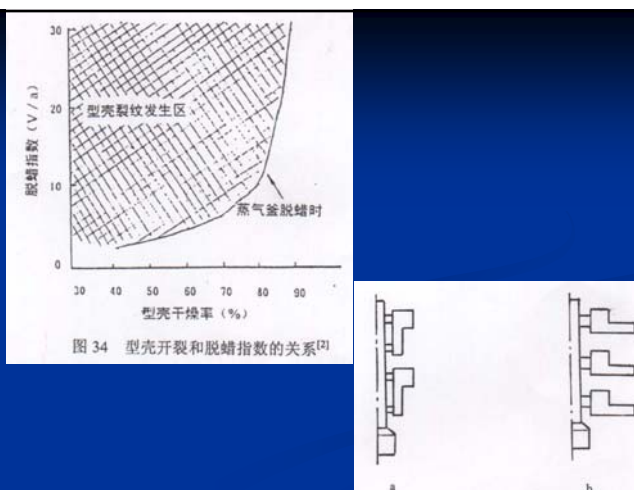 30
脱蜡指数（V/a）
20
型壳裂纹发生区
10
蒸气釜脱蜡时
0
30 40 50 60 70 80 90
型壳干燥率（%）
图 34 型壳开裂和脱蜡指数的关系[2]
a b